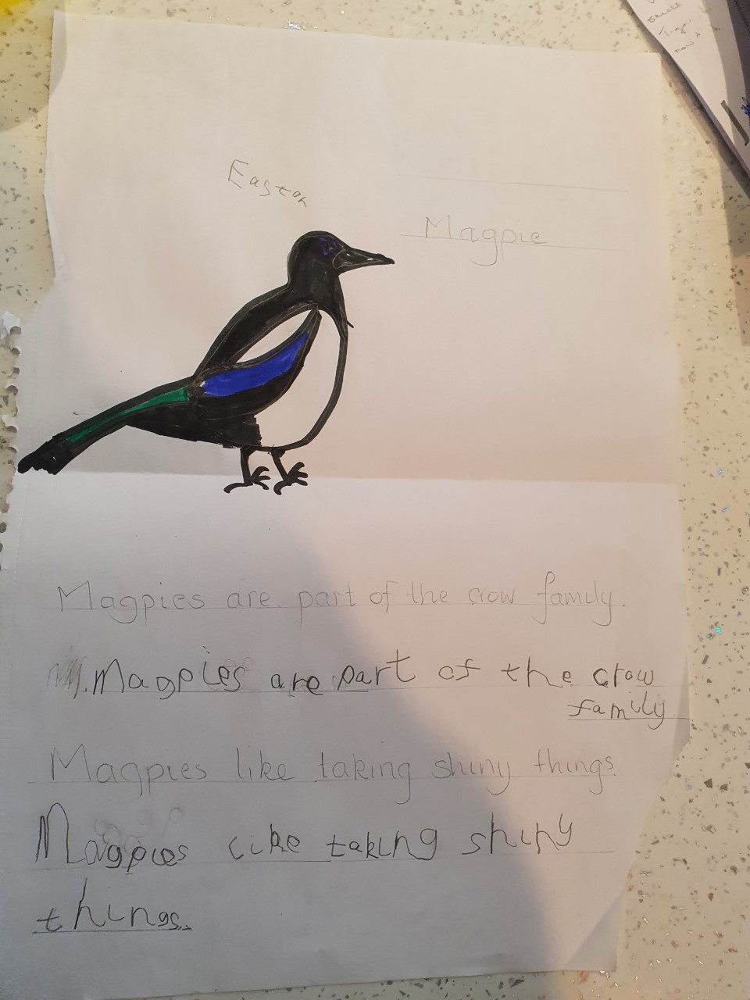 Easton
Magpie
Magpies are part of the crow family.
Magpies are part of the crow
family.
Magpies like taking shiny things.
Magpies like taking shiny
things.